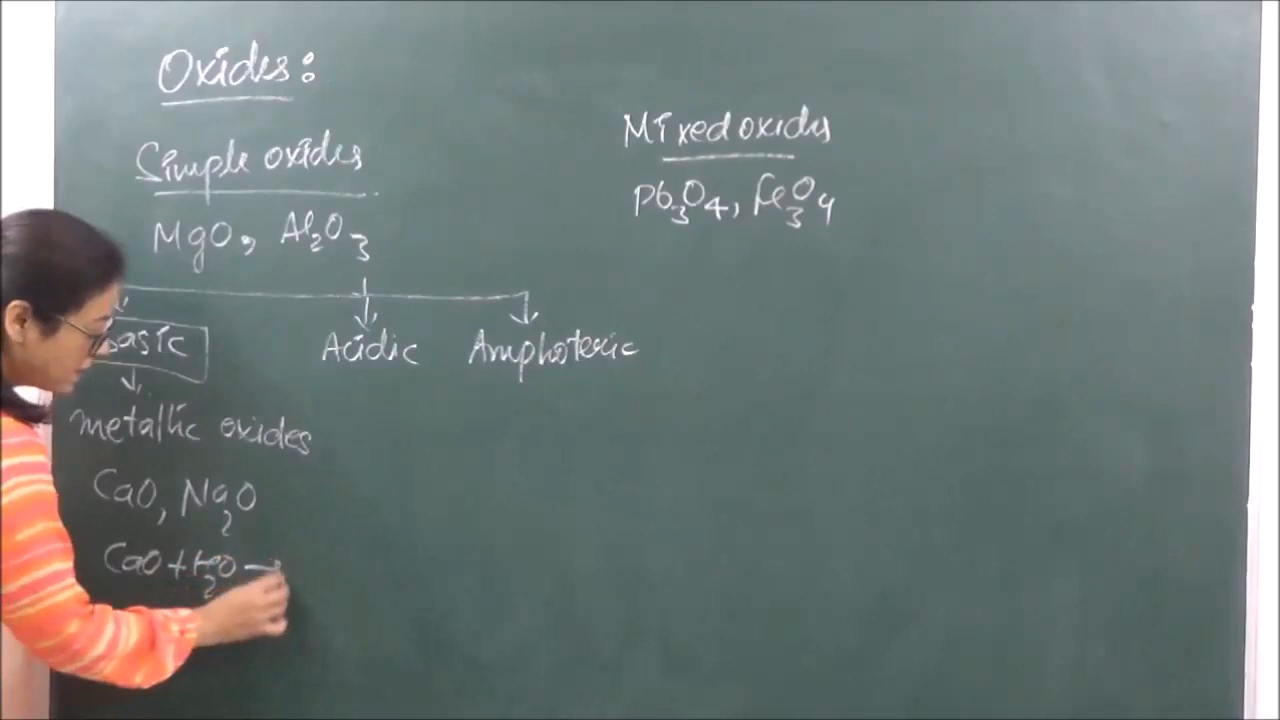 Oxides:
Simple oxides
MgO, Al₂O₃
Mixed oxides
Pb₃O₄, Fe₃O₄
Basic
Acidic
Amphoteric
metallic oxides
CaO, Na₂O
CaO + H₂O →